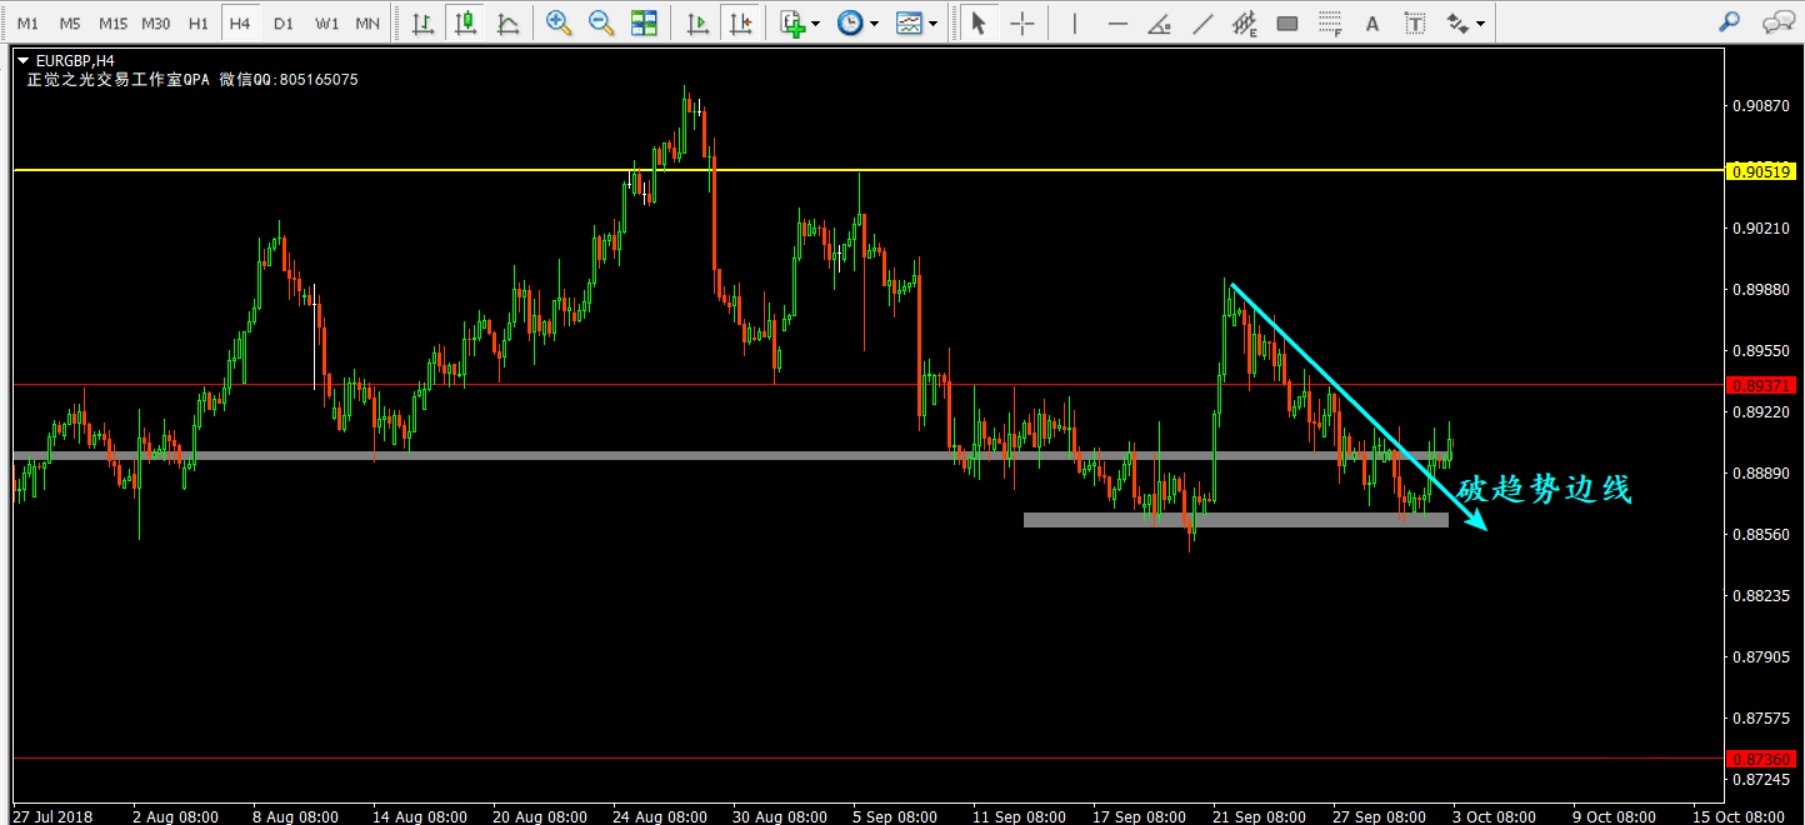 M1 M5 M15 M30 H1 H4 D1 W1 MN E F A T
EURGBP,H4
正觉之光交易工作室QPA 微信QQ:805165075
0.90870
0.90519
0.90210
0.89880
0.89550
0.89371
0.89220
0.88890
破趋势边线
0.88560
0.88235
0.87905
0.87575
0.87360
0.87245
27 Jul 2018 2 Aug 08:00 8 Aug 08:00 14 Aug 08:00 20 Aug 08:00 24 Aug 08:00 30 Aug 08:00 5 Sep 08:00 11 Sep 08:00 17 Sep 08:00 21 Sep 08:00 27 Sep 08:00 3 Oct 08:00 9 Oct 08:00 15 Oct 08:00